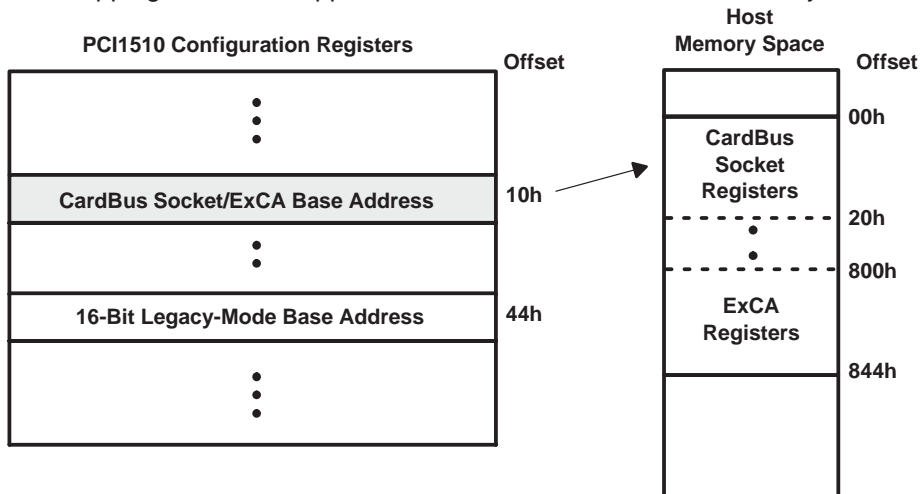 Host
Memory Space
PCI1510 Configuration Registers
Offset
Offset
00h
CardBus
Socket
Registers
CardBus Socket/ExCA Base Address
10h
20h
800h
16-Bit Legacy-Mode Base Address
44h
ExCA
Registers
844h